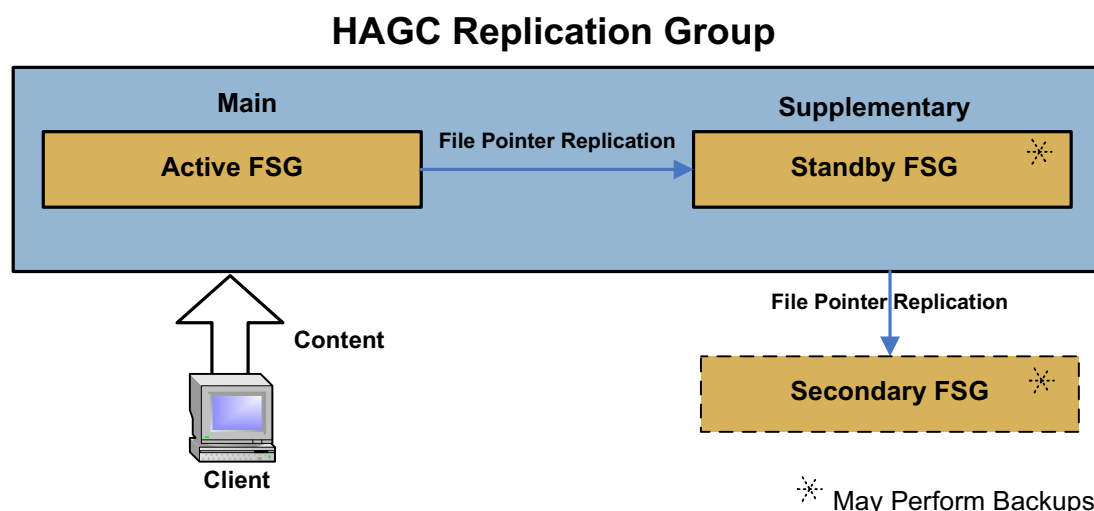 HAGC Replication Group
Main
Supplementary
Active FSG
File Pointer Replication
Standby FSG
File Pointer Replication
Content
Secondary FSG
Client
May Perform Backups